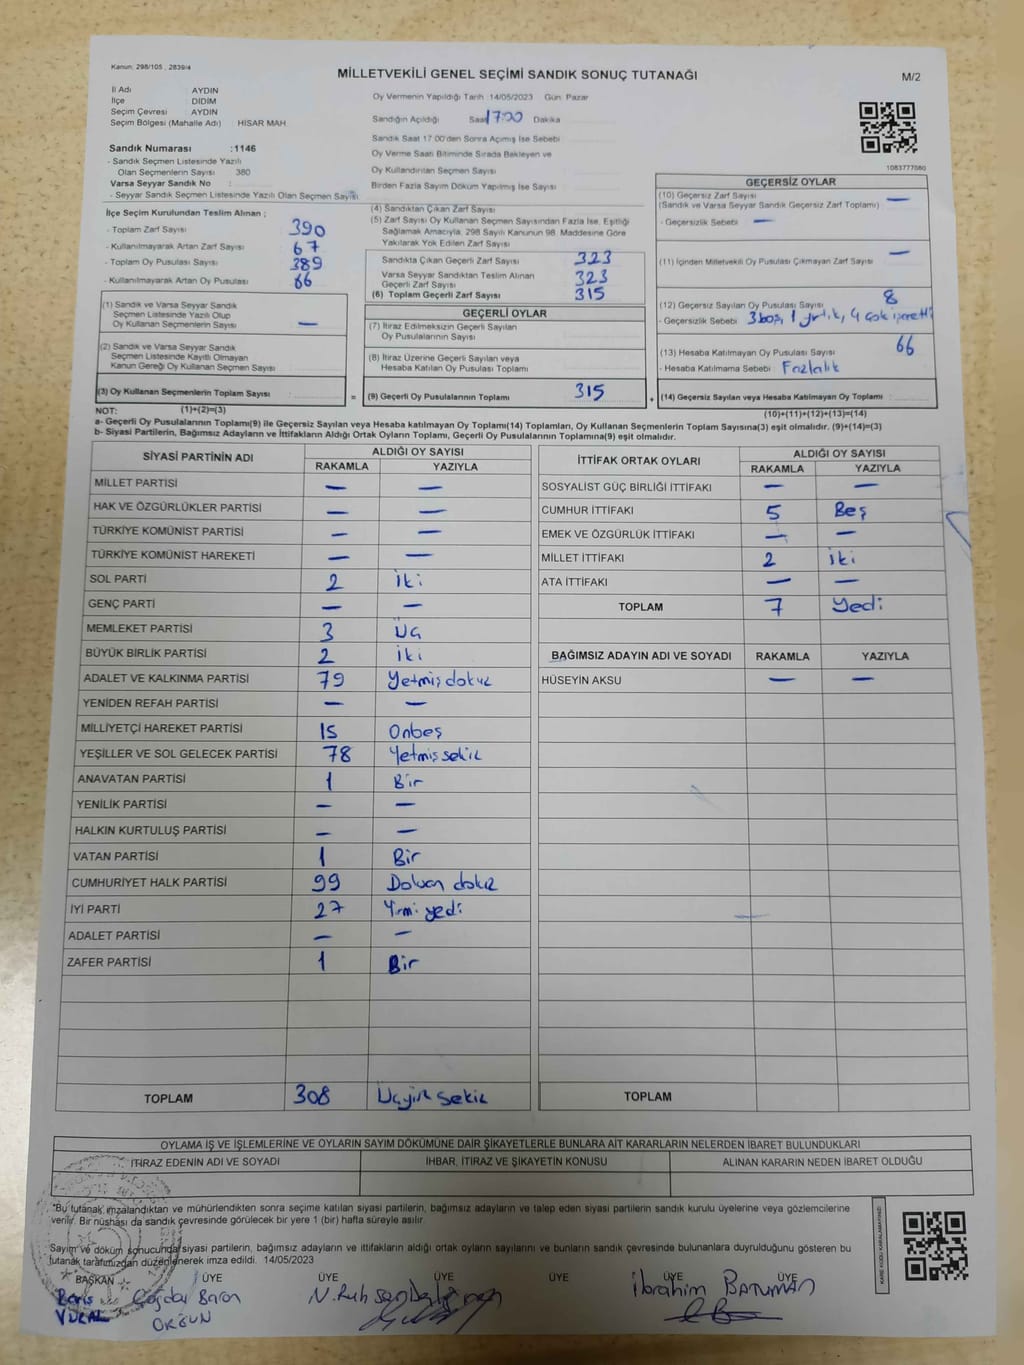 Kanun: 298/105 , 2839/4
MİLLETVEKİLİ GENEL SEÇİMİ SANDIK SONUÇ TUTANAĞI
M/2
İl Adı : AYDIN
İlçe : DİDİM
Seçim Çevresi : AYDIN
Seçim Bölgesi (Mahalle Adı) : HİSAR MAH
Sandık Numarası :1146
- Sandık Seçmen Listesinde Yazılı
Olan Seçmenlerin Sayısı 380
Varsa Seyyar Sandık No :
- Seyyar Sandık Seçmen Listesinde Yazılı Olan Seçmen Sayısı
Oy Vermenin Yapıldığı Tarih 14/05/2023 Gün: Pazar
Sandığın Açıldığı Saat 17:00 Dakika
Sandık Saat 17.00'den Sonra Açımış İse Sebebi
Oy Verme Saati Bitiminde Sırada Bekleyen ve
Oy Kullandırılan Seçmen Sayısı
Birden Fazla Sayım Döküm Yapılmış İse Sayısı
1083777080
İlçe Seçim Kurulundan Teslim Alınan ;
- Toplam Zarf Sayısı 390
- Kullanılmayarak Artan Zarf Sayısı 67
- Toplam Oy Pusulası Sayısı 389
- Kullanılmayarak Artan Oy Pusulası 66
(1) Sandık ve Varsa Seyyar Sandık
Seçmen Listesinde Yazılı Olup
Oy Kullanan Seçmenlerin Sayısı —
(2) Sandık ve Varsa Seyyar Sandık
Seçmen Listesinde Kayıtlı Olmayan
Kanun Gereği Oy Kullanan Seçmen Sayısı
(3) Oy Kullanan Seçmenlerin Toplam Sayısı
(1)+(2)=(3)
(4) Sandıktan Çıkan Zarf Sayısı
(5) Zarf Sayısı Oy Kullanan Seçmen Sayısından Fazla İse, Eşitliği
Sağlamak Amacıyla, 298 Sayılı Kanunun 98. Maddesine Göre
Yakılarak Yok Edilen Zarf Sayısı
Sandıkta Çıkan Geçerli Zarf Sayısı 323
Varsa Seyyar Sandıktan Teslim Alınan
Geçerli Zarf Sayısı 323
(6) Toplam Geçerli Zarf Sayısı 315
GEÇERLİ OYLAR
(7) İtiraz Edilmeksizin Geçerli Sayılan
Oy Pusulalarının Sayısı
(8) İtiraz Üzerine Geçerli Sayılan veya
Hesaba Katılan Oy Pusulası Toplamı
= (9) Geçerli Oy Pusulalarının Toplamı 315
GEÇERSİZ OYLAR
(10) Geçersiz Zarf Sayısı
(Sandık ve Varsa Seyyar Sandık Geçersiz Zarf Toplamı) —
- Geçersizlik Sebebi —
(11) İçinden Milletvekili Oy Pusulası Çıkmayan Zarf Sayısı —
(12) Geçersiz Sayılan Oy Pusulası Sayısı 8
- Geçersizlik Sebebi 3 boş, 1 yırtık, 4 çok işaretli
(13) Hesaba Katılmayan Oy Pusulası Sayısı 66
- Hesaba Katılmama Sebebi Fazlalık
+ (14) Geçersiz Sayılan veya Hesaba Katılmayan Oy Toplamı
(10)+(11)+(12)+(13)=(14)
NOT:
a- Geçerli Oy Pusulalarının Toplamı(9) ile Geçersiz Sayılan veya Hesaba katılmayan Oy Toplamı(14) Toplamları, Oy Kullanan Seçmenlerin Toplam Sayısına(3) eşit olmalıdır. (9)+(14)=(3)
b- Siyasi Partilerin, Bağımsız Adayların ve İttifakların Aldığı Ortak Oyların Toplamı, Geçerli Oy Pusulalarının Toplamına(9) eşit olmalıdır.
SİYASİ PARTİNİN ADI ALDIĞI OY SAYISI
RAKAMLA YAZIYLA
MİLLET PARTİSİ — —
HAK VE ÖZGÜRLÜKLER PARTİSİ — —
TÜRKİYE KOMÜNİST PARTİSİ — —
TÜRKİYE KOMÜNİST HAREKETİ — —
SOL PARTİ 2 iki
GENÇ PARTİ — —
MEMLEKET PARTİSİ 3 Üç
BÜYÜK BİRLİK PARTİSİ 2 iki
ADALET VE KALKINMA PARTİSİ 79 Yetmiş dokuz
YENİDEN REFAH PARTİSİ — —
MİLLİYETÇİ HAREKET PARTİSİ 15 Onbeş
YEŞİLLER VE SOL GELECEK PARTİSİ 78 Yetmiş sekiz
ANAVATAN PARTİSİ 1 Bir
YENİLİK PARTİSİ — —
HALKIN KURTULUŞ PARTİSİ — —
VATAN PARTİSİ 1 Bir
CUMHURİYET HALK PARTİSİ 99 Doksan dokuz
İYİ PARTİ 27 Yirmi yedi
ADALET PARTİSİ — —
ZAFER PARTİSİ 1 Bir
TOPLAM 308 Üçyüz sekiz
İTTİFAK ORTAK OYLARI ALDIĞI OY SAYISI
RAKAMLA YAZIYLA
SOSYALİST GÜÇ BİRLİĞİ İTTİFAKI — —
CUMHUR İTTİFAKI 5 Beş
EMEK VE ÖZGÜRLÜK İTTİFAKI — —
MİLLET İTTİFAKI 2 iki
ATA İTTİFAKI — —
TOPLAM 7 Yedi
BAĞIMSIZ ADAYIN ADI VE SOYADI RAKAMLA YAZIYLA
HÜSEYİN AKSU — —
TOPLAM
OYLAMA İŞ VE İŞLEMLERİNE VE OYLARIN SAYIM DÖKÜMÜNE DAİR ŞİKAYETLERLE BUNLARA AİT KARARLARIN NELERDEN İBARET BULUNDUKLARI
İTİRAZ EDENİN ADI VE SOYADI İHBAR, İTİRAZ VE ŞİKAYETİN KONUSU ALINAN KARARIN NEDEN İBARET OLDUĞU
*Bu tutanak, imzalandıktan ve mühürlendikten sonra seçime katılan siyasi partilerin, bağımsız adayların ve talep eden siyasi partilerin sandık kurulu üyelerine veya gözlemcilerine
verilir. Bir nüshası da sandık çevresinde görülecek bir yere 1 (bir) hafta süreyle asılır.
Sayım ve döküm sonucunda siyasi partilerin, bağımsız adayların ve ittifakların aldığı ortak oyların sayılarını ve bunların sandık çevresinde bulunanlara duyrulduğunu gösteren bu
tutanak tarafımızdan düzenlenerek imza edildi. 14/05/2023
KARE KODU KARALAMAYINIZ!
BAŞKAN ÜYE ÜYE ÜYE ÜYE ÜYE ÜYE
Barış VURAL
Çağdaş Baran ORGUN
İbrahim BATUMAN